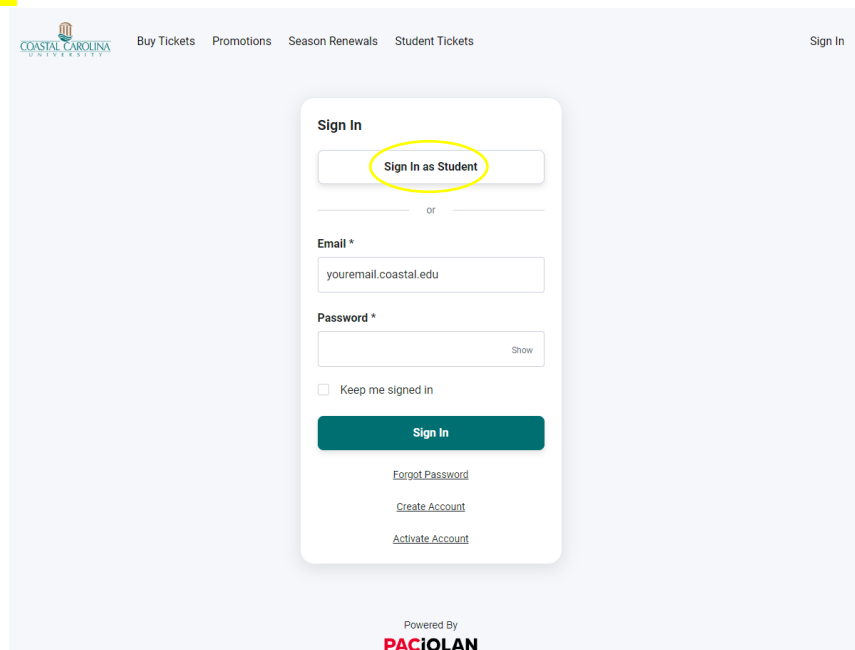 COASTAL CAROLINA
UNIVERSITY
Buy Tickets Promotions Season Renewals Student Tickets Sign In
Sign In
Sign In as Student
or
Email *
youremail.coastal.edu
Password *
Show
Keep me signed in
Sign In
Forgot Password
Create Account
Activate Account
Powered By
PACiOLAN